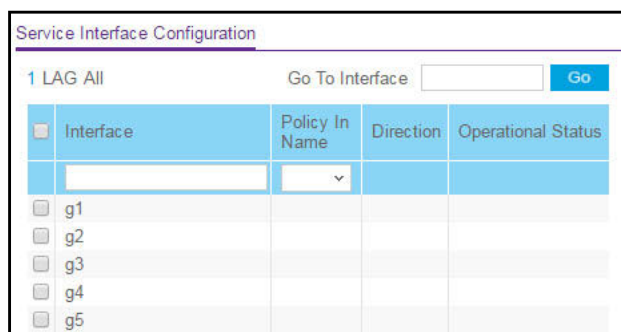 Service Interface Configuration
1 LAG All Go To Interface Go
Interface Policy In Name Direction Operational Status
g1
g2
g3
g4
g5